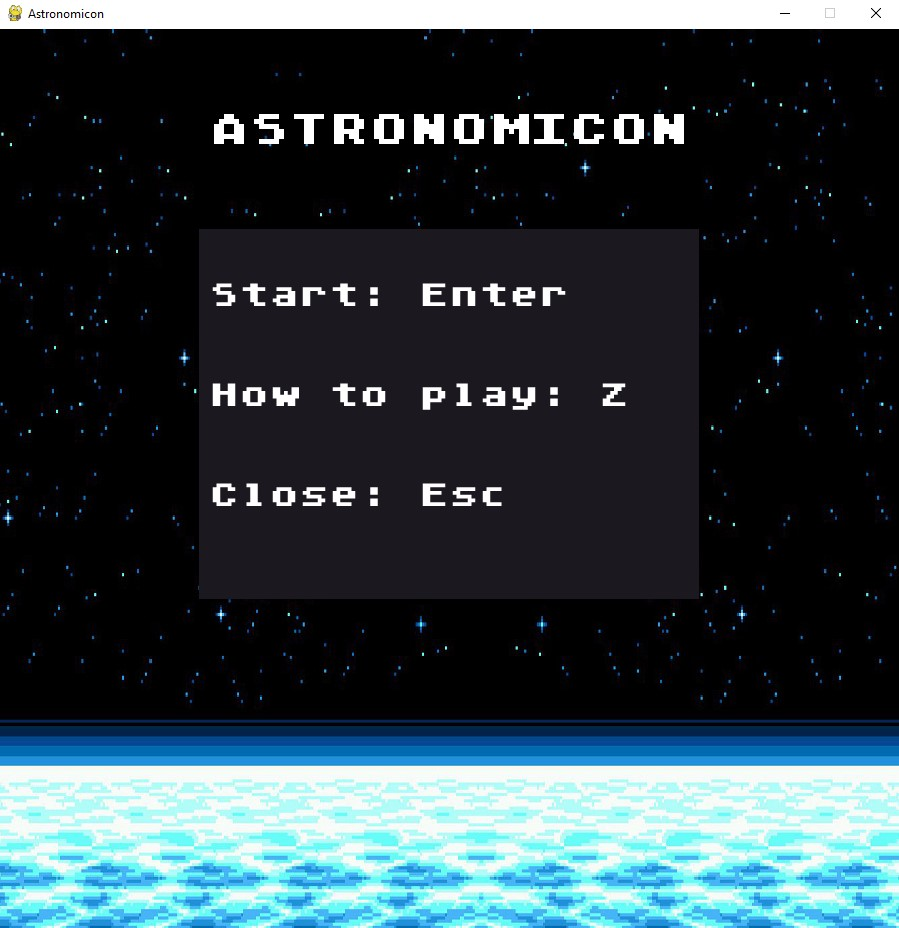 Astronomicon
ASTRONOMICON
Start: Enter
How to play: Z
Close: Esc